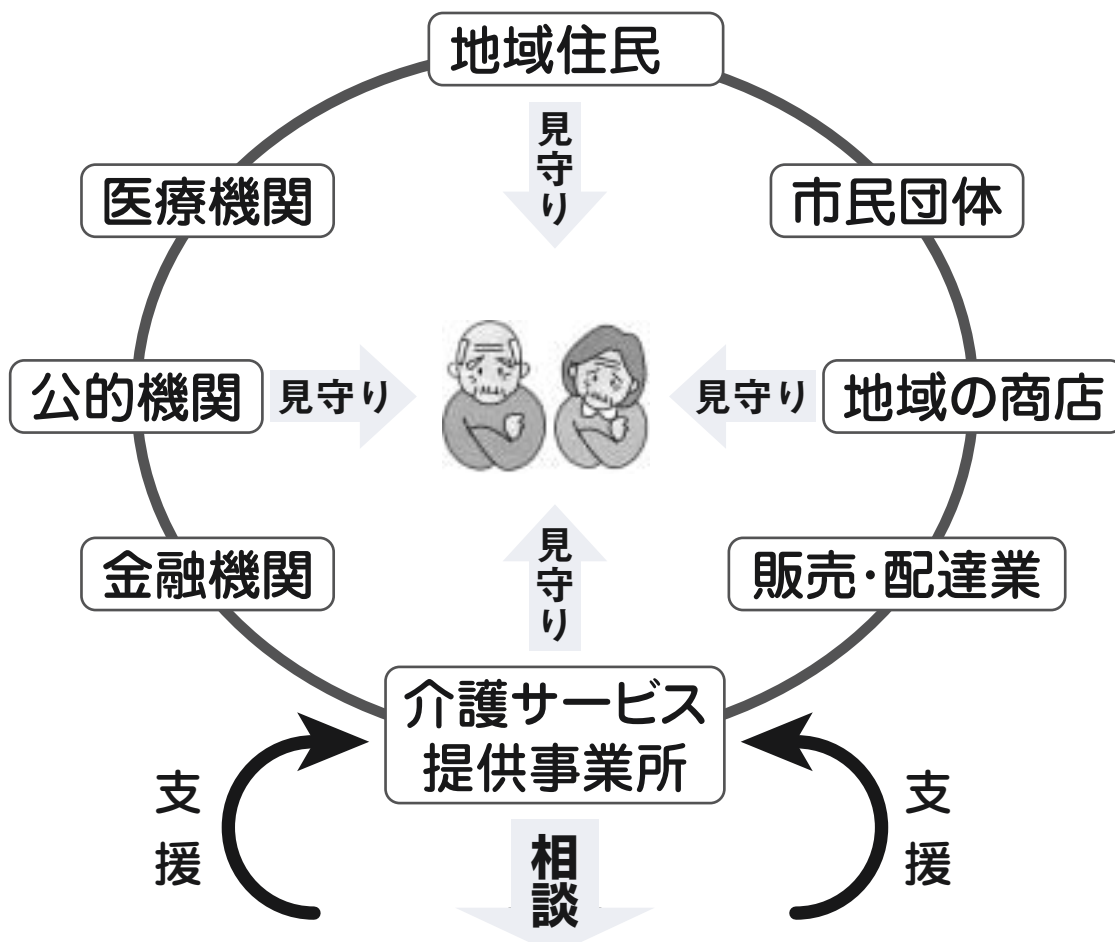 地域住民
見守り
医療機関
市民団体
公的機関
見守り
見守り
地域の商店
見守り
金融機関
販売・配達業
介護サービス
提供事業所
支援
支援
相談